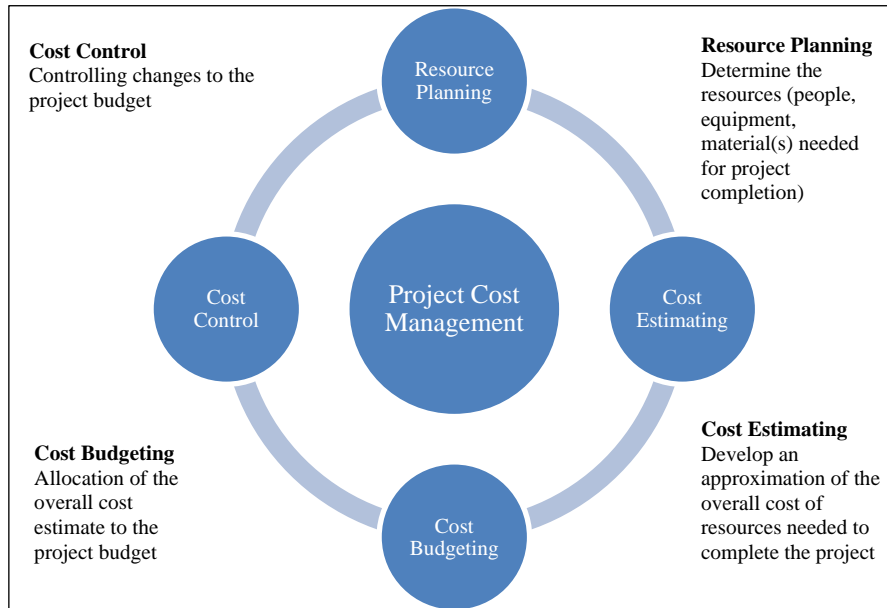 Cost Control
Controlling changes to the
project budget
Resource
Planning
Resource Planning
Determine the
resources (people,
equipment,
material(s) needed
for project
completion)
Cost
Control
Project Cost
Management
Cost
Estimating
Cost Budgeting
Allocation of the
overall cost
estimate to the
project budget
Cost
Budgeting
Cost Estimating
Develop an
approximation of the
overall cost of
resources needed to
complete the project